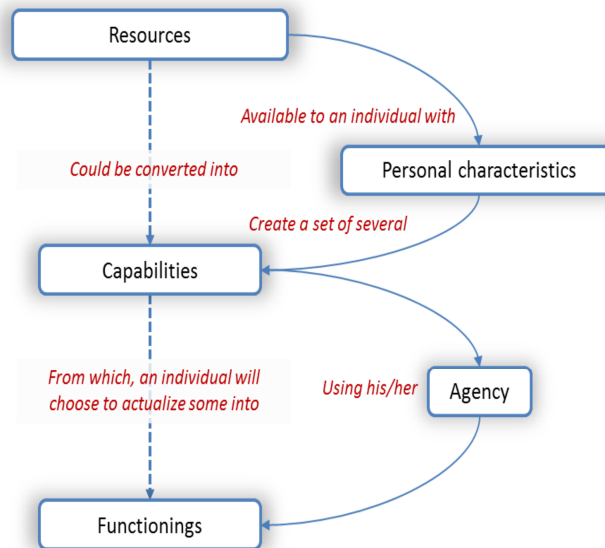 Resources
Available to an individual with
Could be converted into
Personal characteristics
Create a set of several
Capabilities
From which, an individual will
choose to actualize some into
Using his/her
Agency
Functionings